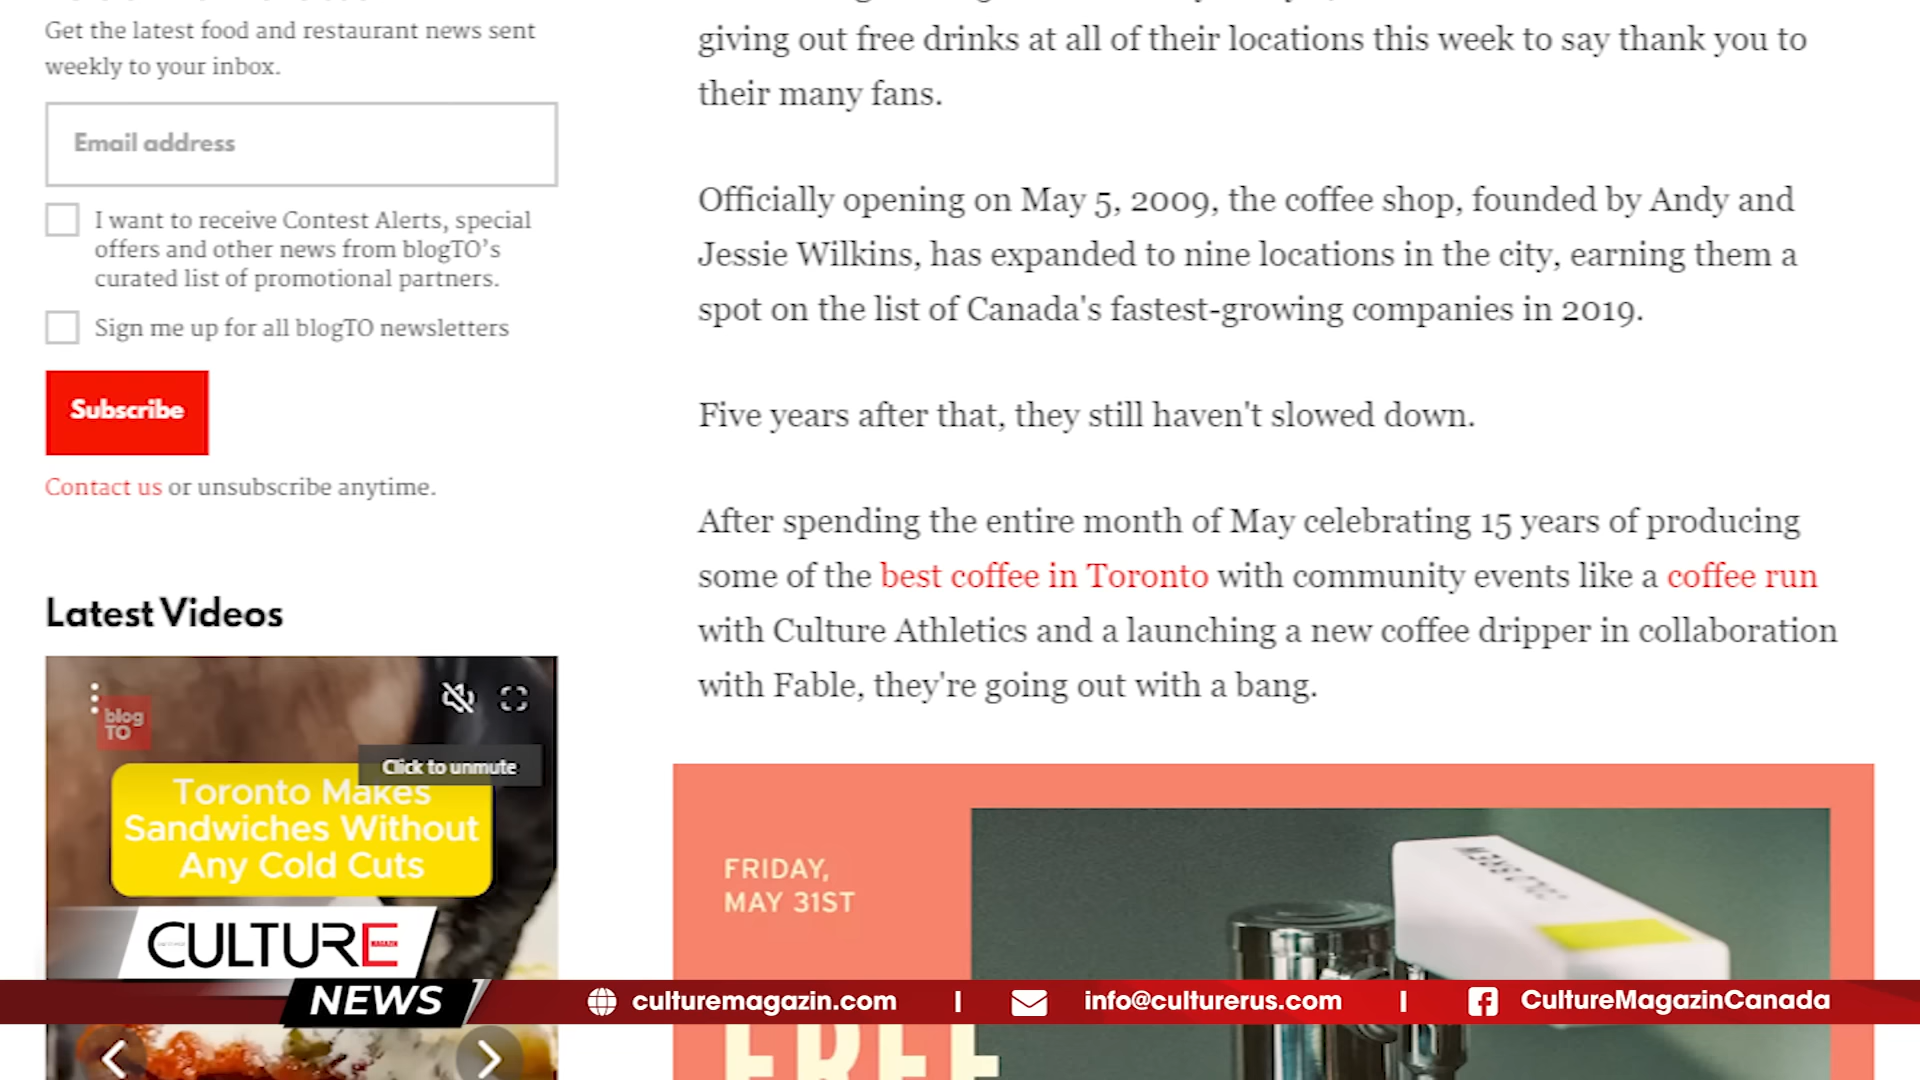 Get the latest food and restaurant news sent
weekly to your inbox.
Email address
I want to receive Contest Alerts, special
offers and other news from blogTO’s
curated list of promotional partners.
Sign me up for all blogTO newsletters
Subscribe
Contact us or unsubscribe anytime.
Latest Videos
blog
TO
Click to unmute
Toronto Makes
Sandwiches Without
Any Cold Cuts
giving out free drinks at all of their locations this week to say thank you to
their many fans.
Officially opening on May 5, 2009, the coffee shop, founded by Andy and
Jessie Wilkins, has expanded to nine locations in the city, earning them a
spot on the list of Canada's fastest-growing companies in 2019.
Five years after that, they still haven't slowed down.
After spending the entire month of May celebrating 15 years of producing
some of the best coffee in Toronto with community events like a coffee run
with Culture Athletics and a launching a new coffee dripper in collaboration
with Fable, they're going out with a bang.
FRIDAY,
MAY 31ST
FREE
CULTURE
MAGAZIN
NEWS
culturemagazin.com | info@culturerus.com | CultureMagazinCanada